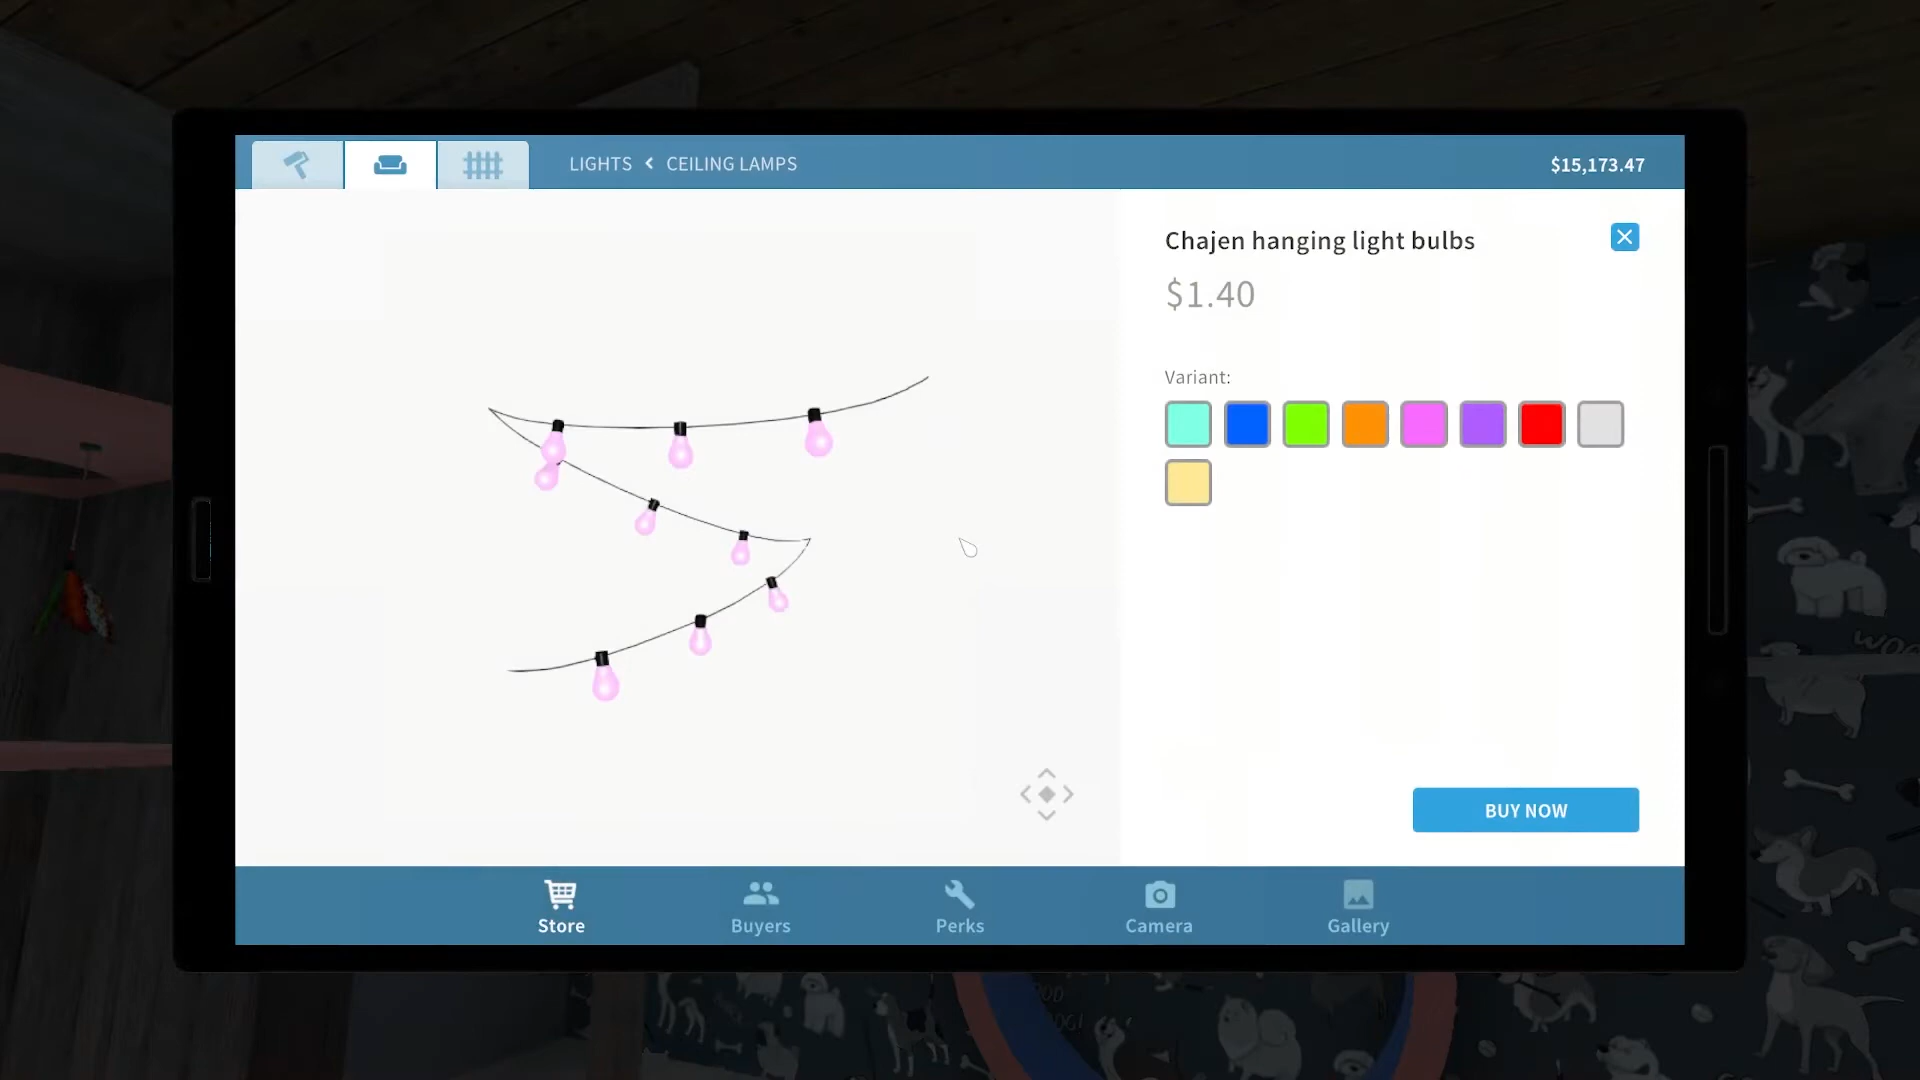 LIGHTS < CEILING LAMPS
$15,173.47
Chajen hanging light bulbs
$1.40
Variant:
BUY NOW
Store
Buyers
Perks
Camera
Gallery